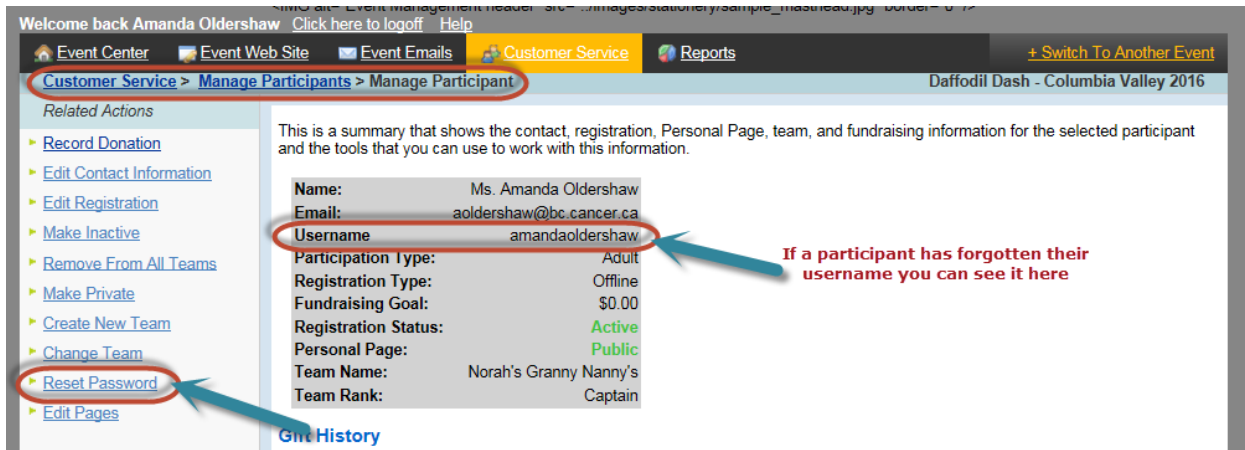 <IMG alt="Event Management header" src="../images/stationery/sample_masthead.jpg" border="0"/>
Welcome back Amanda Oldershaw Click here to logoff Help
Event Center Event Web Site Event Emails Customer Service Reports + Switch To Another Event
Customer Service > Manage Participants > Manage Participant Daffodil Dash - Columbia Valley 2016
Related Actions
Record Donation
Edit Contact Information
Edit Registration
Make Inactive
Remove From All Teams
Make Private
Create New Team
Change Team
Reset Password
Edit Pages
This is a summary that shows the contact, registration, Personal Page, team, and fundraising information for the selected participant
and the tools that you can use to work with this information.
Name: Ms. Amanda Oldershaw
Email: aoldershaw@bc.cancer.ca
Username amandaoldershaw
Participation Type: Adult
Registration Type: Offline
Fundraising Goal: $0.00
Registration Status: Active
Personal Page: Public
Team Name: Norah's Granny Nanny's
Team Rank: Captain
If a participant has forgotten their
username you can see it here
Gift History